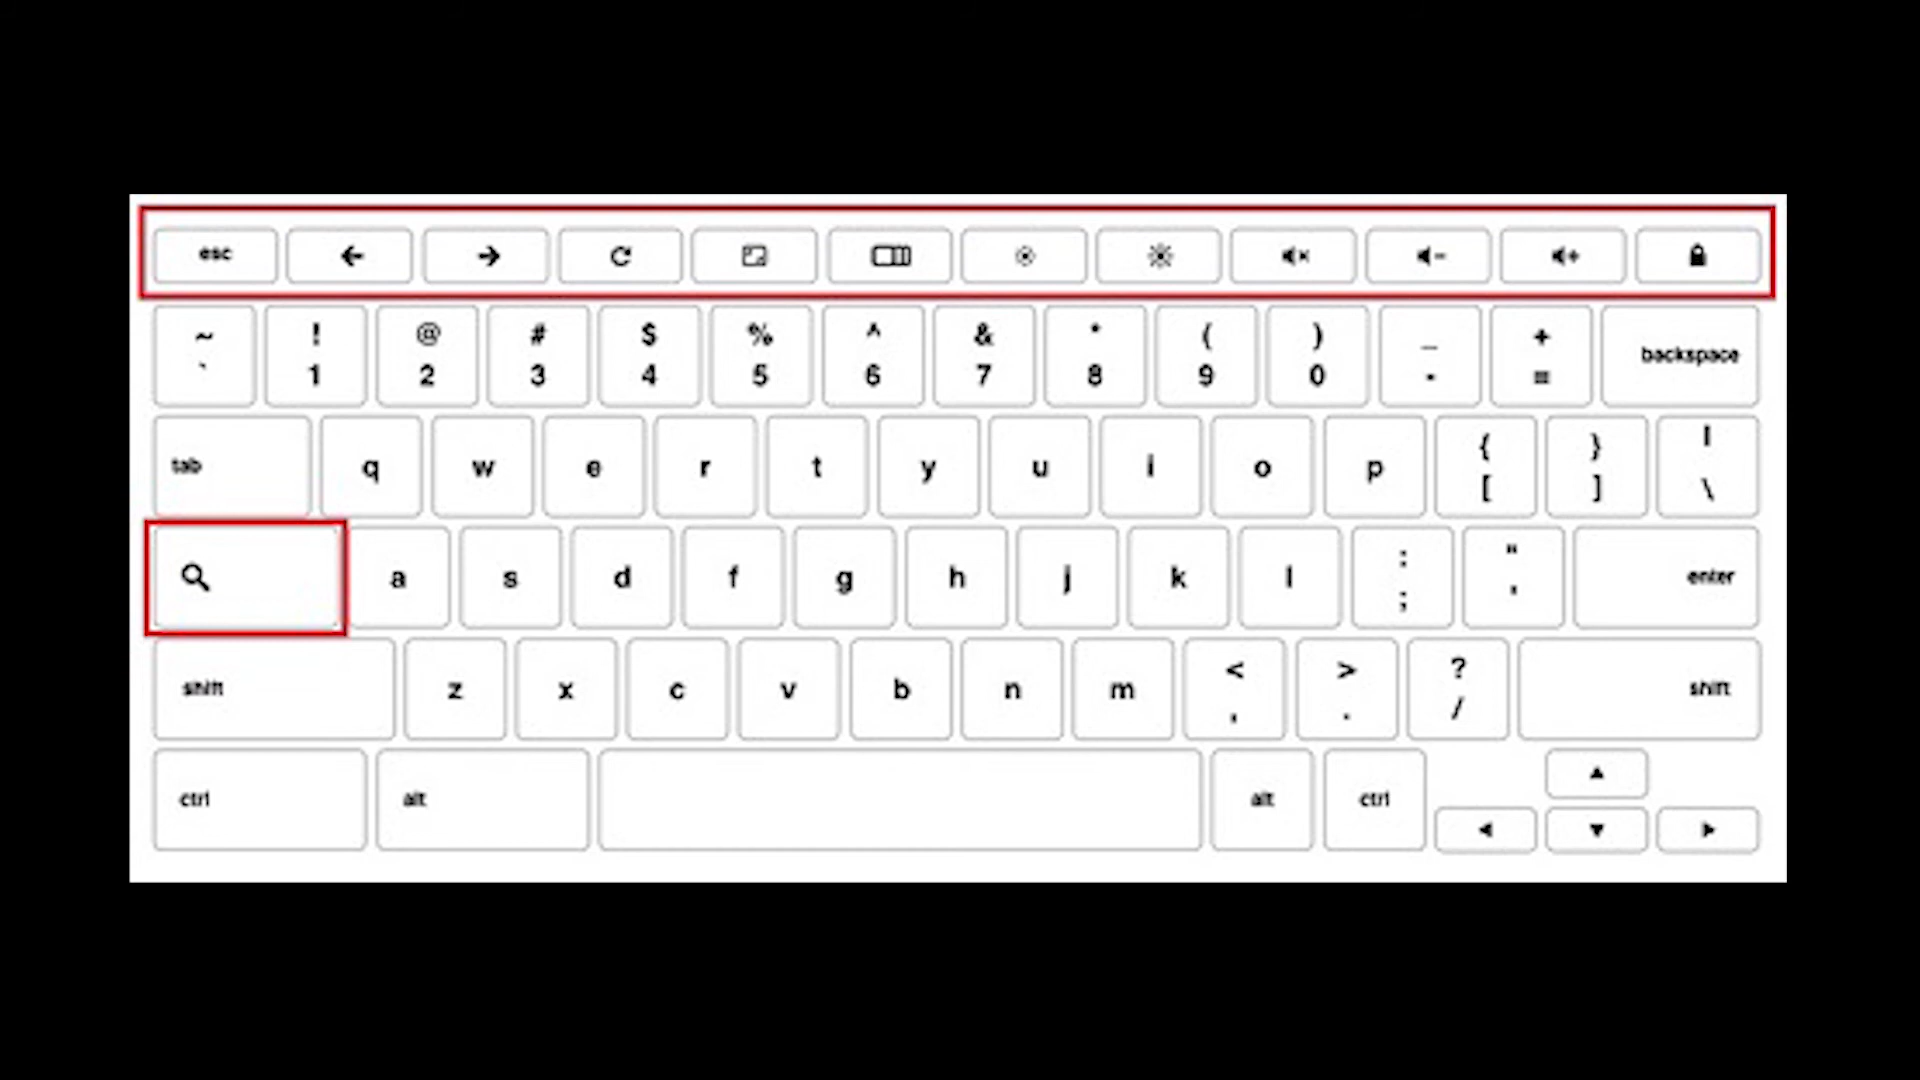 esc
~ ! @ # $ % ^ & * ( ) _ +
` 1 2 3 4 5 6 7 8 9 0 - = backspace
tab q w e r t y u i o p { [ } ] | \
a s d f g h j k l : ; " ' enter
shift z x c v b n m < , > . ? / shift
ctrl alt alt ctrl